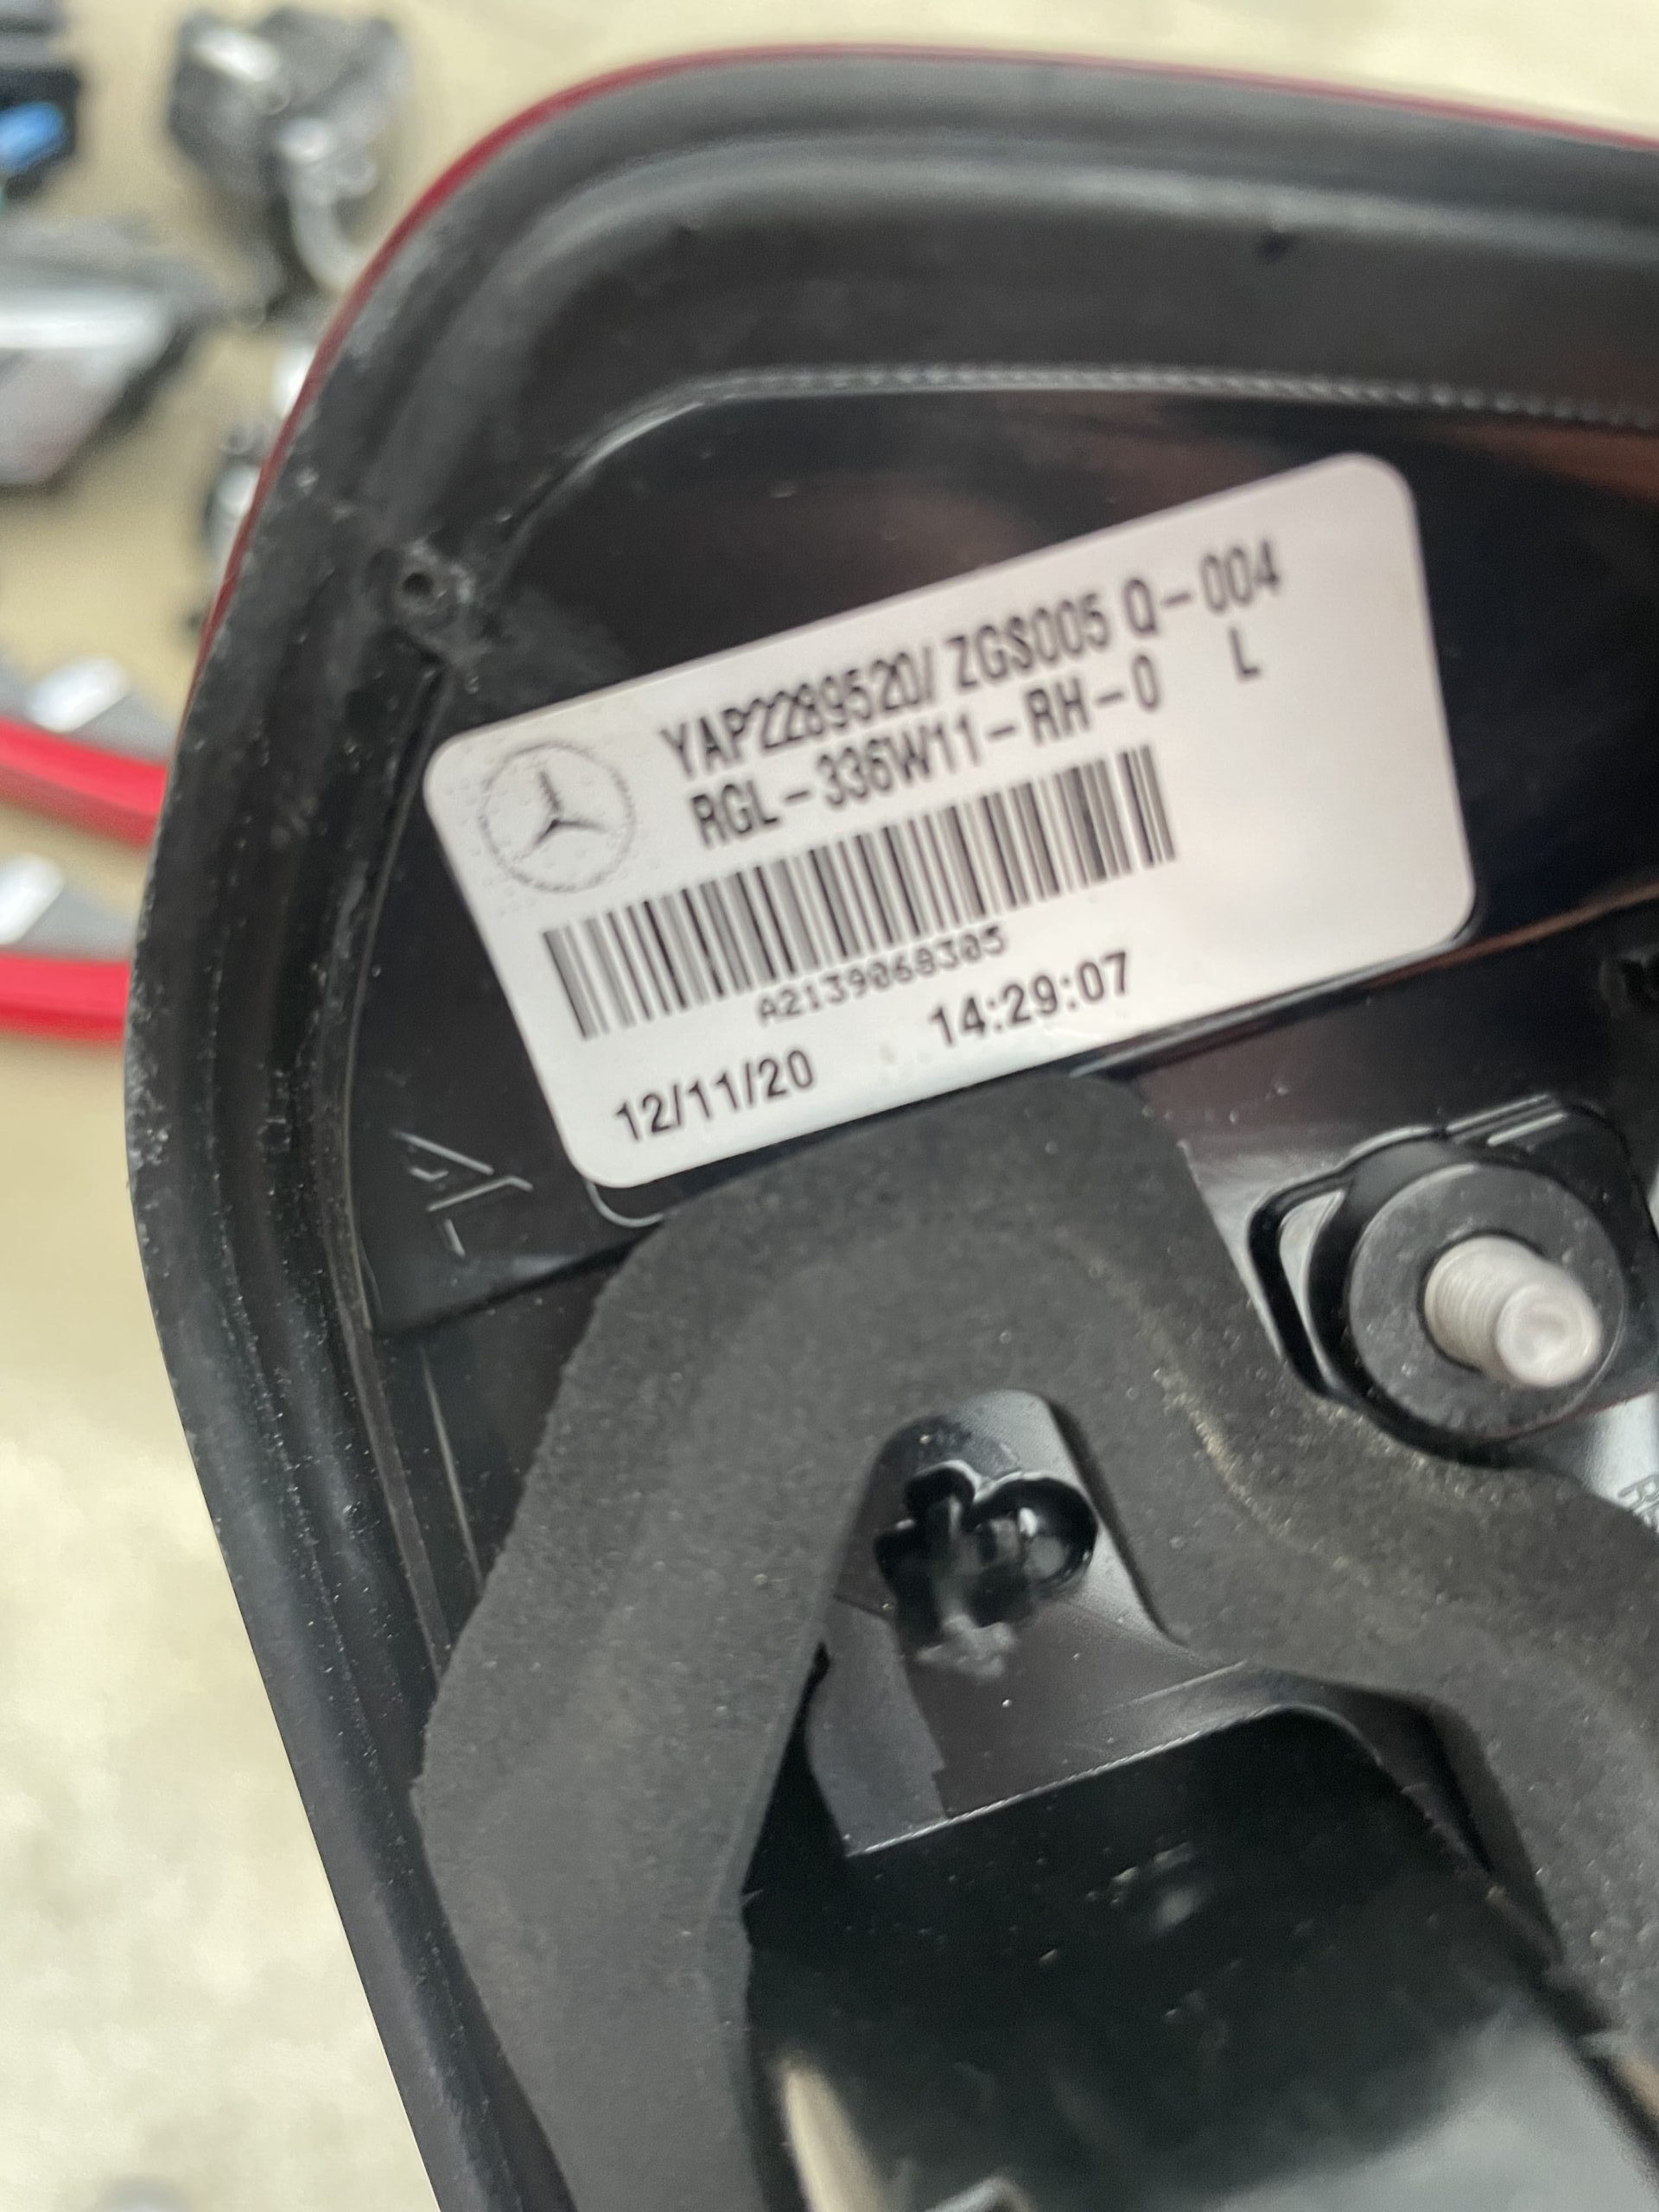 YAP2289520/ ZGS005 Q-004
RGL-336W11-RH-0 L
A2139068305
12/11/20 14:29:07